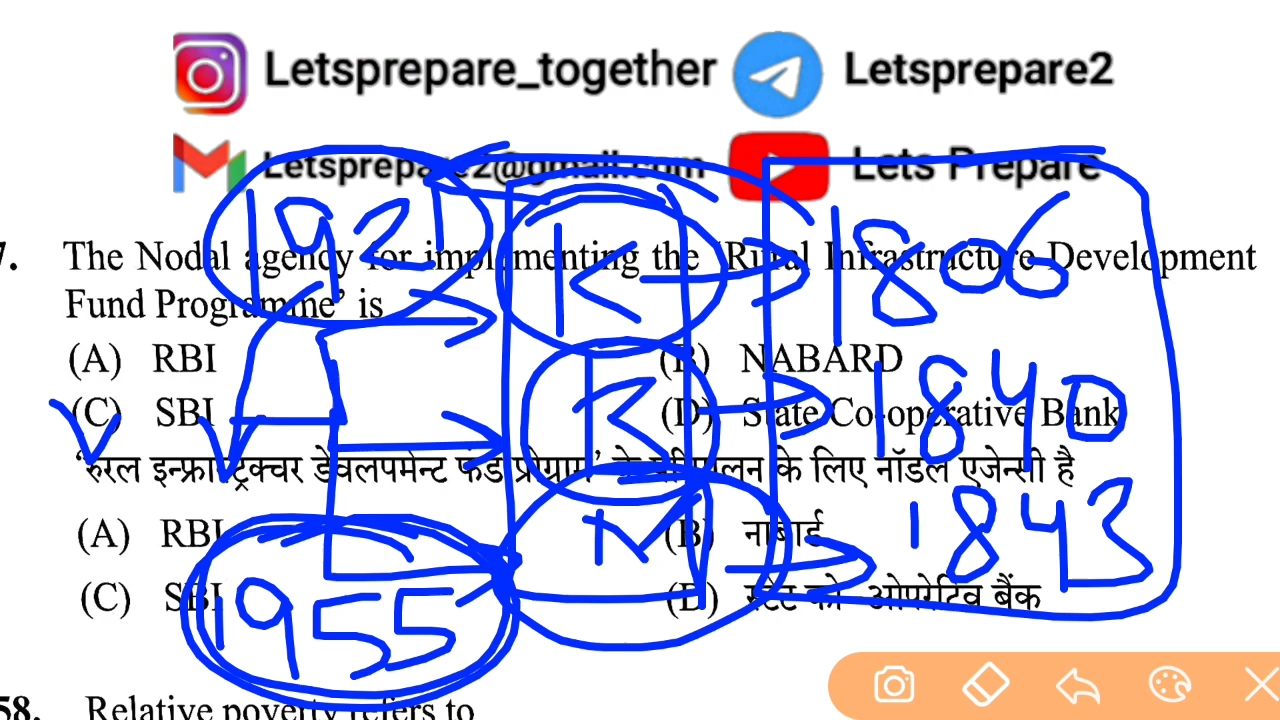 Letsprepare_together Letsprepare2
Letsprepare2@gmail.com Lets Prepare
7. The Nodal agency for implementing the ‘Rural Infrastructure Development
Fund Programme’ is
(A) RBI (B) NABARD
(C) SBI (D) State Co-operative Bank
‘रुरल इन्फ्रास्ट्रक्चर डेवलपमेन्ट फंड प्रोग्राम’ के परिपालन के लिए नॉडल एजेन्सी है
(A) RBI (B) नाबार्ड
(C) SBI (D) स्टेट को-ओपरेटिव बैंक
58. Relative poverty refers to
1921 K 1806
B 1840
M 1843
1955